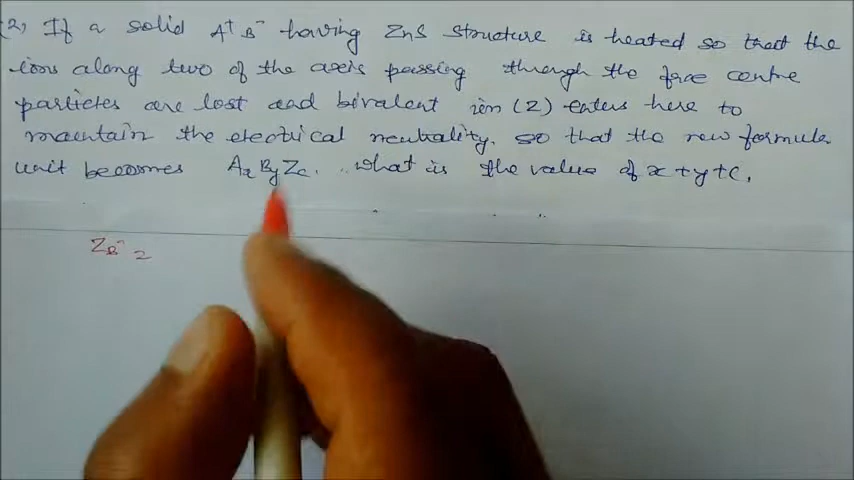 (2) If a solid A⁺ B⁻ having ZnS structure is heated so that the
ions along two of the axis passing through the face centre
particles are lost and bivalent ion (Z) enters here to
maintain the electrical neutrality. so that the new formula
unit becomes AₓB_yZ_c. what is the value of x+y+c.
Z_B⁻ =